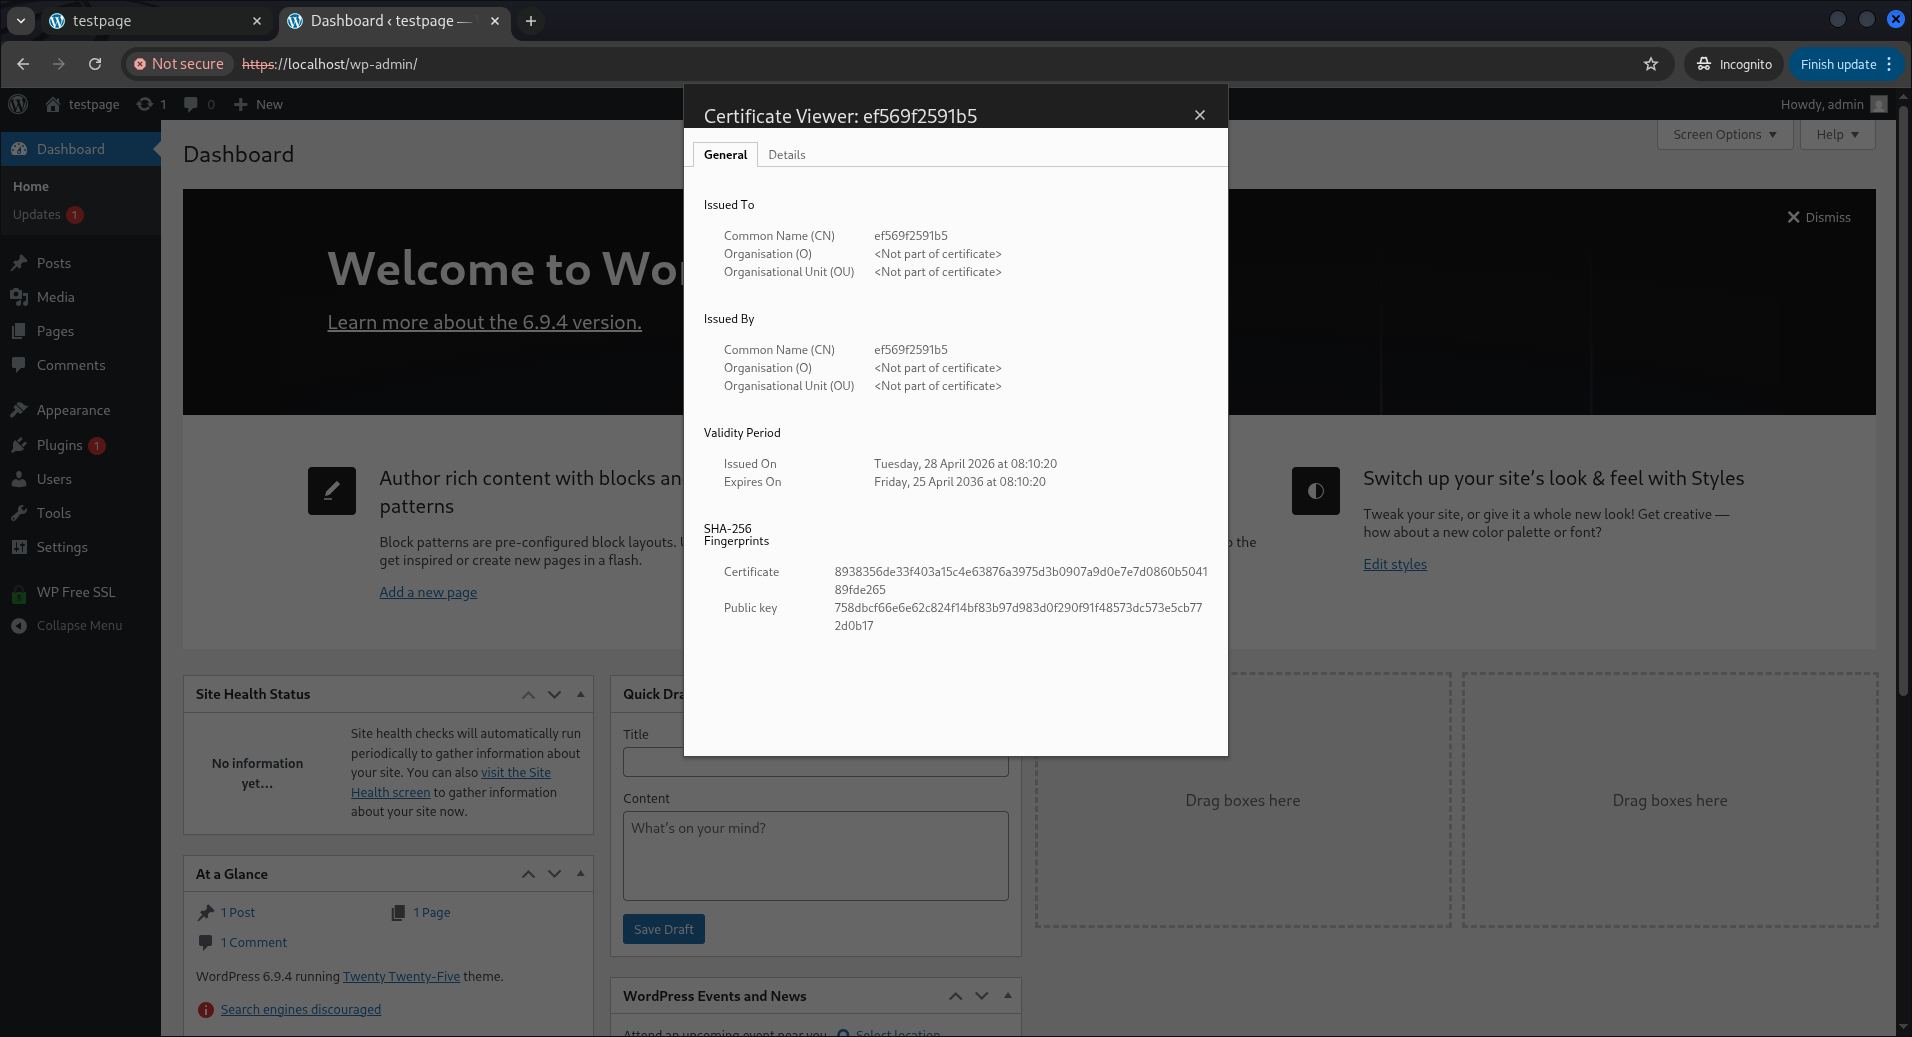 testpage
Dashboard ‹ testpage —
Not secure
https://localhost/wp-admin/
Incognito
Finish update
testpage
1
0
New
Howdy, admin
Certificate Viewer: ef569f2591b5
General
Details
Issued To
Common Name (CN) ef569f2591b5
Organisation (O) <Not part of certificate>
Organisational Unit (OU) <Not part of certificate>
Issued By
Common Name (CN) ef569f2591b5
Organisation (O) <Not part of certificate>
Organisational Unit (OU) <Not part of certificate>
Validity Period
Issued On Tuesday, 28 April 2026 at 08:10:20
Expires On Friday, 25 April 2036 at 08:10:20
SHA-256
Fingerprints
Certificate 8938356de33f403a15c4e63876a3975d3b0907a9d0e7e7d0860b5041
89fde265
Public key 758dbcf66e6e62c824f14bf83b97d983d0f290f91f48573dc573e5cb77
2d0b17
Dashboard
Home
Updates 1
Posts
Media
Pages
Comments
Appearance
Plugins 1
Users
Tools
Settings
WP Free SSL
Collapse Menu
Dashboard
Screen Options
Help
Dismiss
Welcome to Wo
Learn more about the 6.9.4 version.
Author rich content with blocks an
patterns
Block patterns are pre-configured block layouts.
get inspired or create new pages in a flash.
Add a new page
the
Switch up your site’s look & feel with Styles
Tweak your site, or give it a whole new look! Get creative —
how about a new color palette or font?
Edit styles
Site Health Status
No information
yet…
Site health checks will automatically run
periodically to gather information about
your site. You can also visit the Site
Health screen to gather information
about your site now.
At a Glance
1 Post
1 Page
1 Comment
WordPress 6.9.4 running Twenty Twenty-Five theme.
Search engines discouraged
Quick Dra
Title
Content
What’s on your mind?
Save Draft
WordPress Events and News
Attend an upcoming event near you.
Select location
Drag boxes here
Drag boxes here